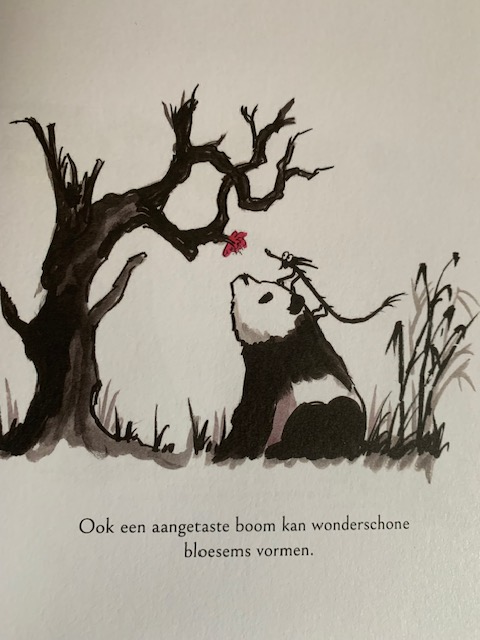 Ook een aangetaste boom kan wonderschone
bloesems vormen.